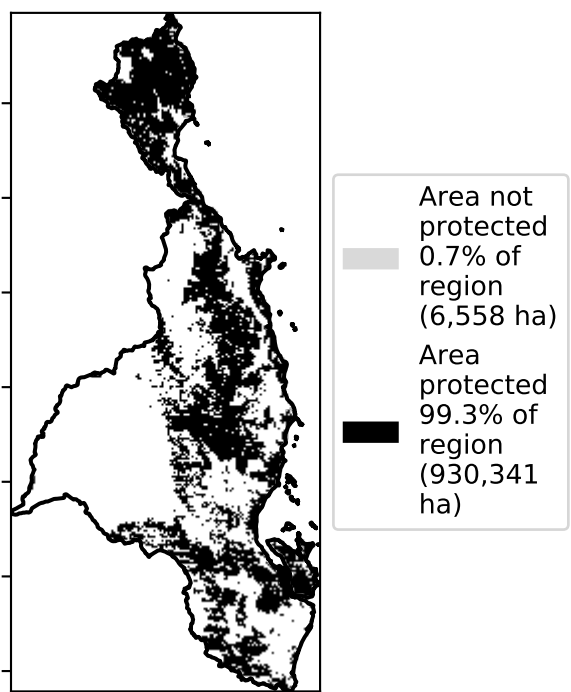 Area not
protected
0.7% of
region
(6,558 ha)
Area
protected
99.3% of
region
(930,341
ha)